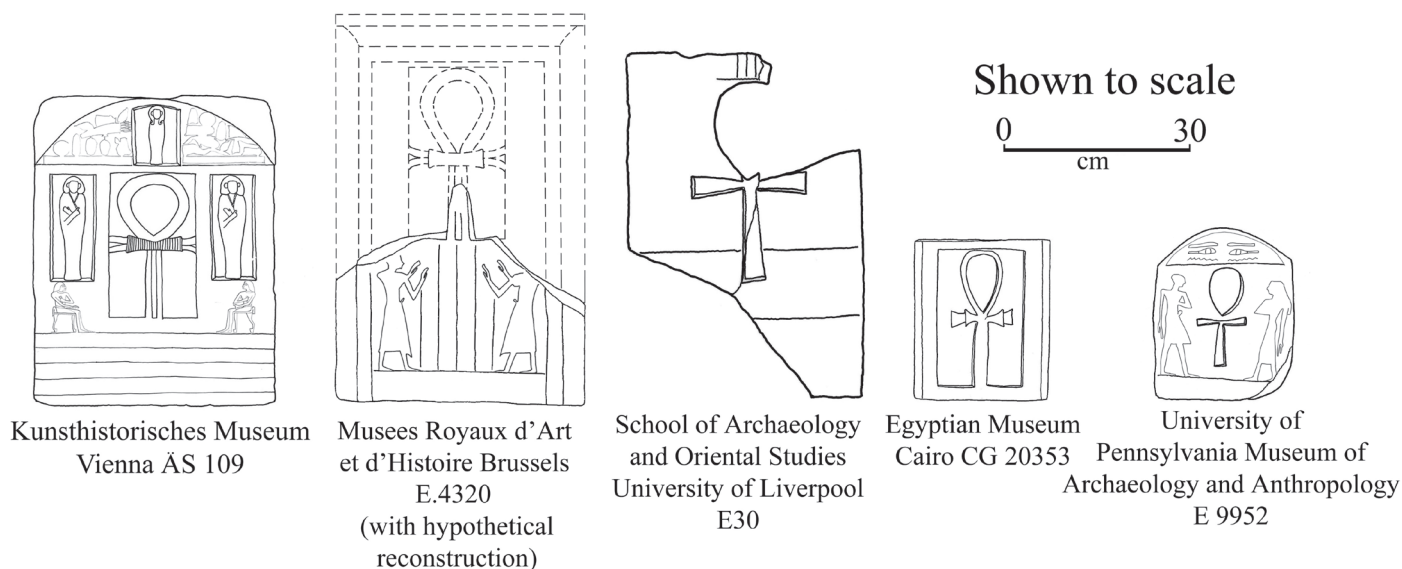 Shown to scale
0 30
cm
Kunsthistorisches Museum
Vienna ÄS 109
Musees Royaux d’Art
et d’Histoire Brussels
E.4320
(with hypothetical
reconstruction)
School of Archaeology
and Oriental Studies
University of Liverpool
E30
Egyptian Museum
Cairo CG 20353
University of
Pennsylvania Museum of
Archaeology and Anthropology
E 9952